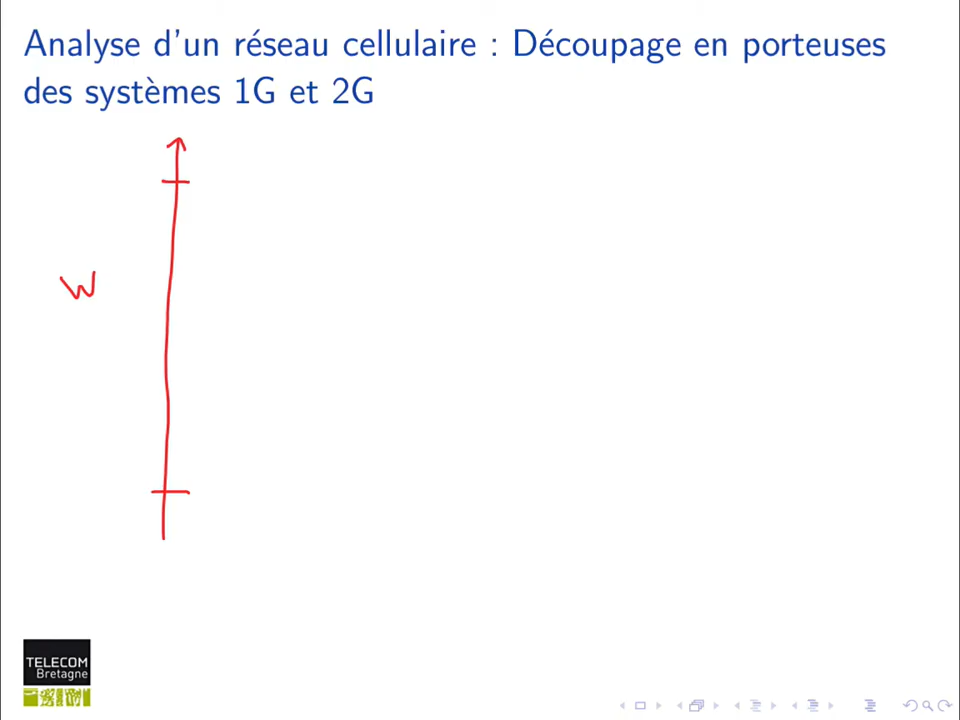 Analyse d'un réseau cellulaire : Découpage en porteuses
des systèmes 1G et 2G
W
TELECOM
Bretagne